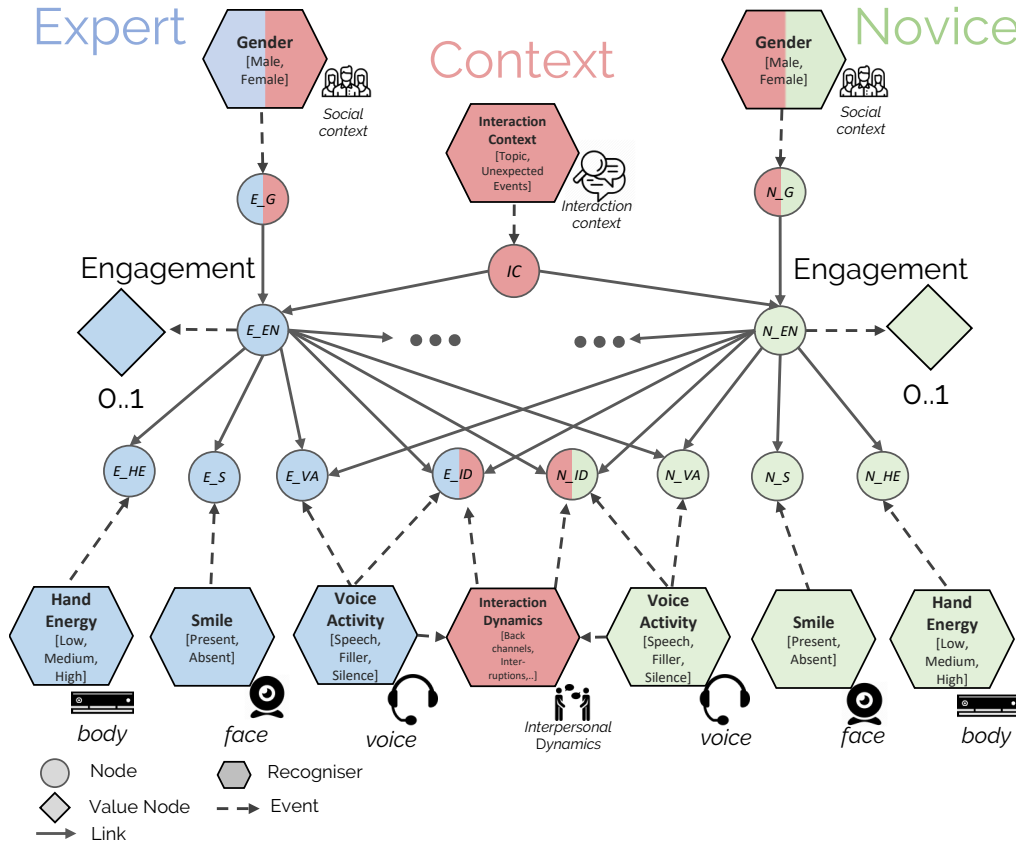 Expert
Context
Novice
Gender
[Male,
Female]
Social
context
Gender
[Male,
Female]
Social
context
Interaction
Context
[Topic,
Unexpected
Events]
Interaction
context
E_G
N_G
IC
Engagement
Engagement
E_EN
N_EN
0..1
0..1
E_HE
E_S
E_VA
E_ID
N_ID
N_VA
N_S
N_HE
Hand
Energy
[Low,
Medium,
High]
body
Smile
[Present,
Absent]
face
Voice
Activity
[Speech,
Filler,
Silence]
voice
Interaction
Dynamics
[Back
channels,
Inter-
ruptions,..]
Interpersonal
Dynamics
Voice
Activity
[Speech,
Filler,
Silence]
voice
Smile
[Present,
Absent]
face
Hand
Energy
[Low,
Medium,
High]
body
Node
Recogniser
Value Node
Event
Link